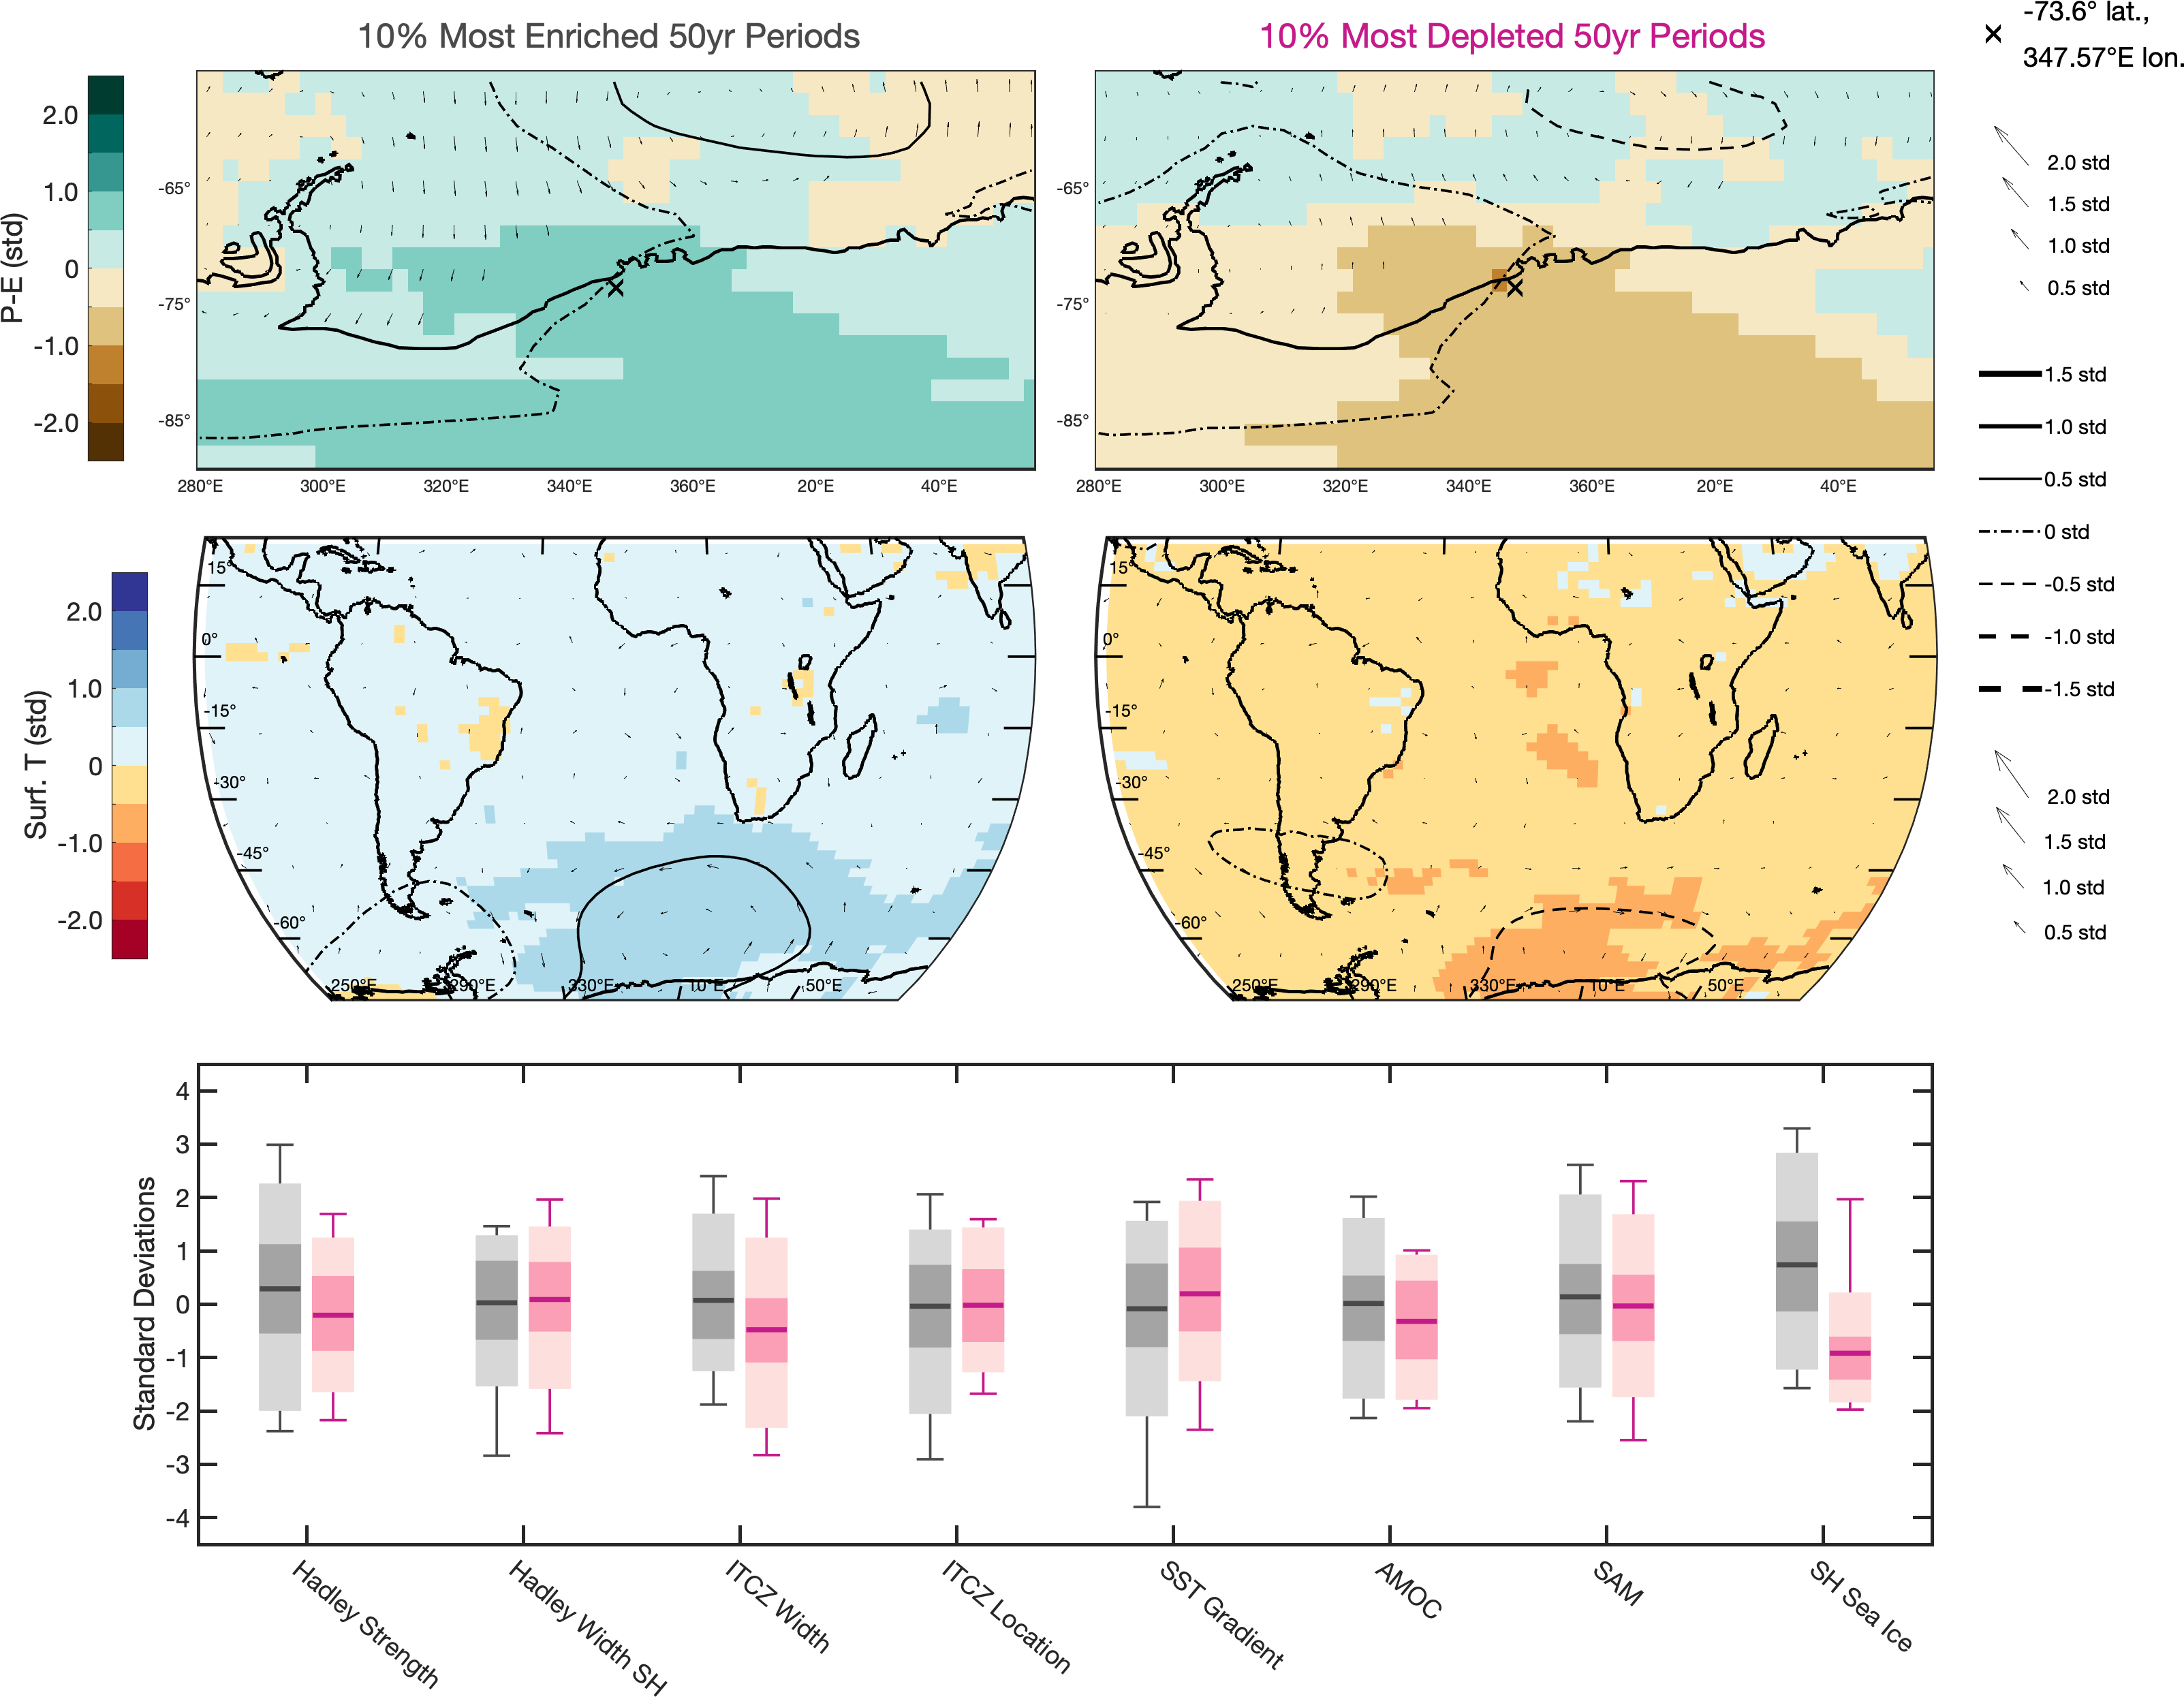 10% Most Enriched 50yr Periods
10% Most Depleted 50yr Periods
-73.6° lat.,
347.57°E lon.
P-E (std)
2.0
1.0
0
-1.0
-2.0
-65°
-75°
-85°
280°E 300°E 320°E 340°E 360°E 20°E 40°E
-65°
-75°
-85°
280°E 300°E 320°E 340°E 360°E 20°E 40°E
2.0 std
1.5 std
1.0 std
0.5 std
1.5 std
1.0 std
0.5 std
0 std
-0.5 std
-1.0 std
-1.5 std
Surf. T (std)
2.0
1.0
0
-1.0
-2.0
15°
0°
-15°
-30°
-45°
-60°
250°E 290°E 330°E 10°E 50°E
15°
0°
-15°
-30°
-45°
-60°
250°E 290°E 330°E 10°E 50°E
2.0 std
1.5 std
1.0 std
0.5 std
Standard Deviations
4
3
2
1
0
-1
-2
-3
-4
Hadley Strength
Hadley Width SH
ITCZ Width
ITCZ Location
SST Gradient
AMOC
SAM
SH Sea Ice